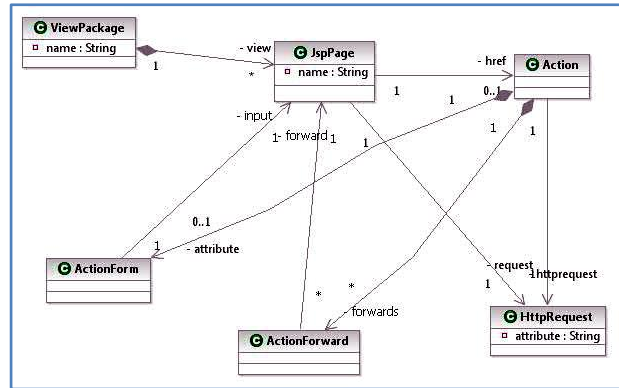 C ViewPackage
name : String
1
- view
*
C JspPage
name : String
- href
1
0..1
C Action
1
1
1
1
- input
1
- forward
1
0..1
1
- attribute
C ActionForm
*
*
- forwards
C ActionForward
- request
1
- httprequest
1
C HttpRequest
attribute : String